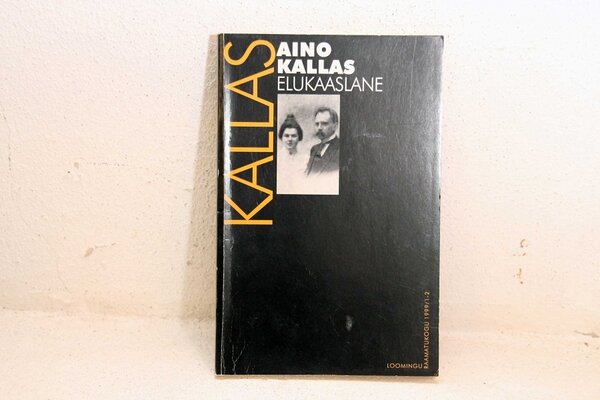 KALLAS
AINO
KALLAS
ELUKAASLANE
LOOMINGU
RAAMATUKOGU 1999/1-2